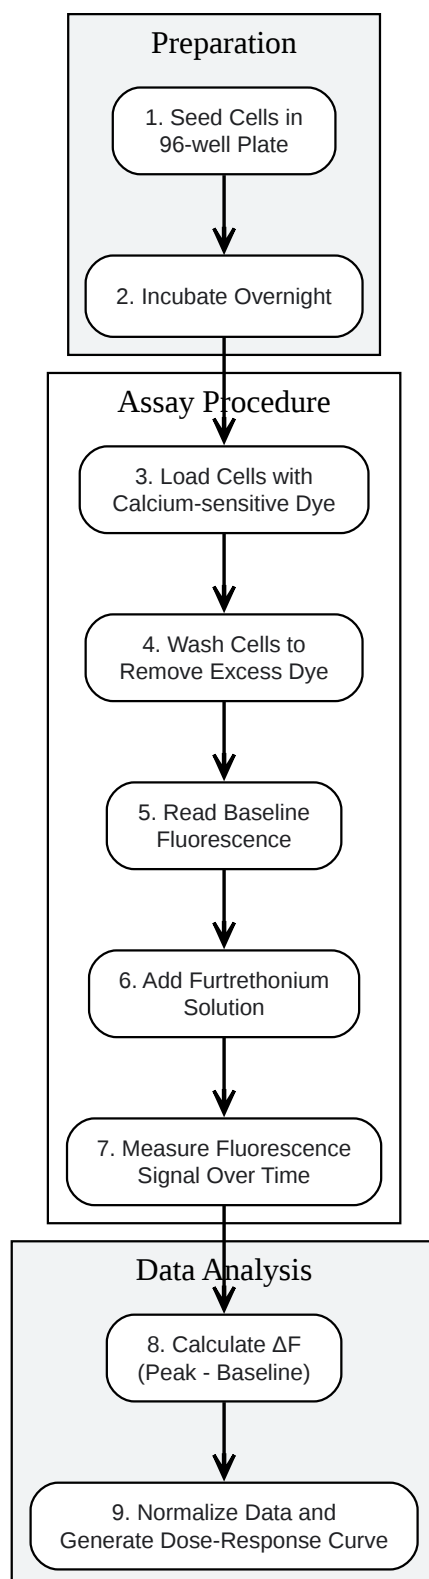 Preparation
1. Seed Cells in
96-well Plate
2. Incubate Overnight
Assay Procedure
3. Load Cells with
Calcium-sensitive Dye
4. Wash Cells to
Remove Excess Dye
5. Read Baseline
Fluorescence
6. Add Furtrethonium
Solution
7. Measure Fluorescence
Signal Over Time
Data Analysis
8. Calculate ΔF
(Peak - Baseline)
9. Normalize Data and
Generate Dose-Response Curve